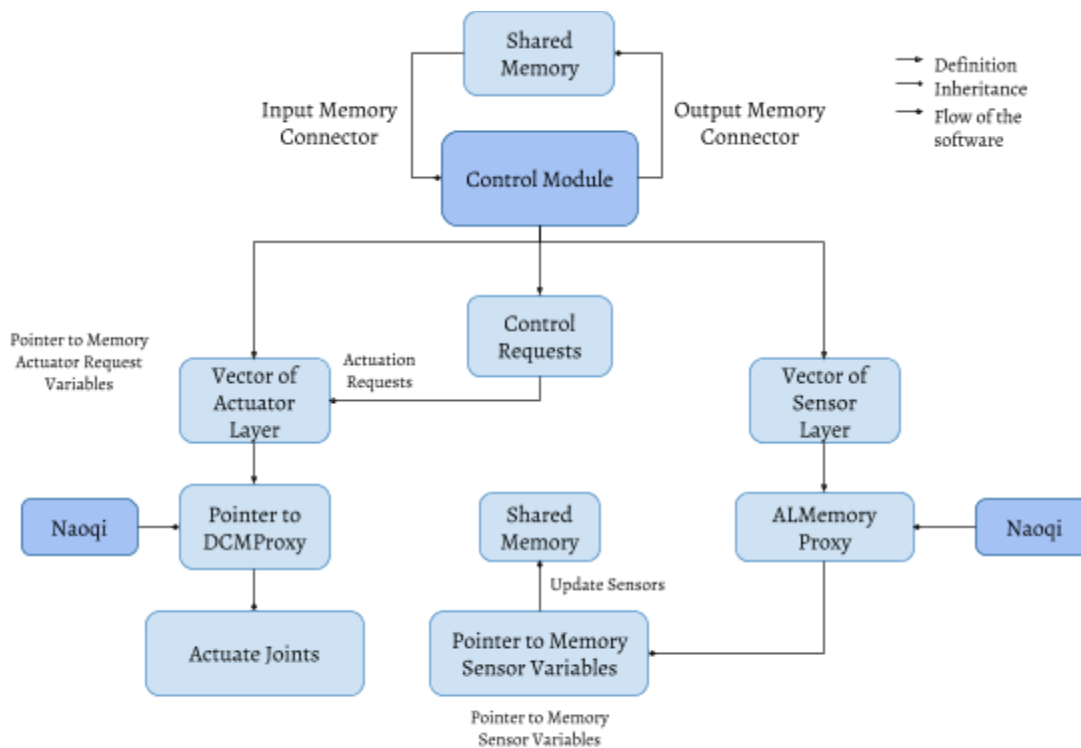 Shared
Memory
Definition
Inheritance
Flow of the
software
Input Memory
Connector
Output Memory
Connector
Control Module
Pointer to Memory
Actuator Request
Variables
Control
Requests
Actuation
Requests
Vector of
Actuator
Layer
Vector of
Sensor
Layer
Naoqi
Pointer to
DCMProxy
Shared
Memory
ALMemory
Proxy
Naoqi
Update Sensors
Actuate Joints
Pointer to Memory
Sensor Variables
Pointer to Memory
Sensor Variables